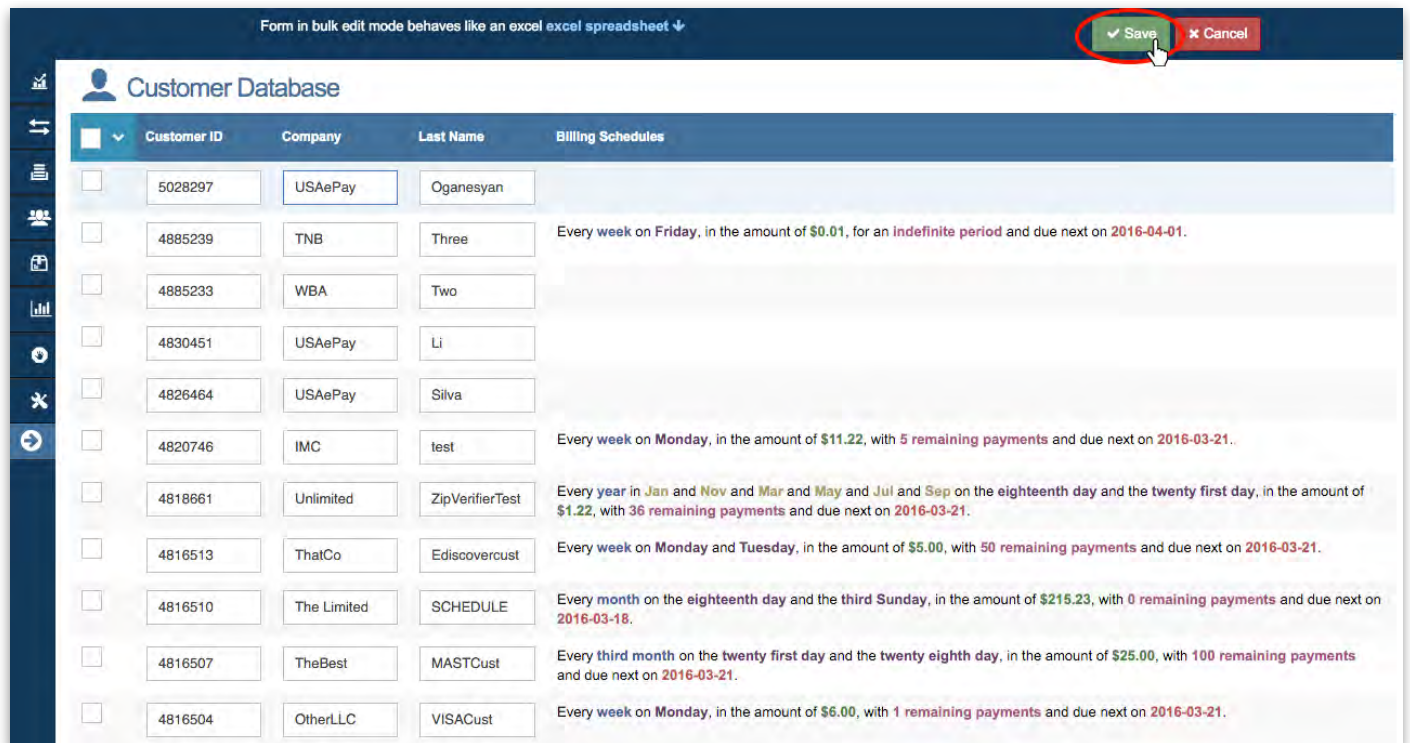 Form in bulk edit mode behaves like an excel excel spreadsheet
Save
Cancel
Customer Database
Customer ID Company Last Name Billing Schedules
5028297 USAePay Oganesyan
4885239 TNB Three Every week on Friday, in the amount of $0.01, for an indefinite period and due next on 2016-04-01.
4885233 WBA Two
4830451 USAePay Li
4826464 USAePay Silva
4820746 IMC test Every week on Monday, in the amount of $11.22, with 5 remaining payments and due next on 2016-03-21.
4818661 Unlimited ZipVerifierTest Every year in Jan and Nov and Mar and May and Jul and Sep on the eighteenth day and the twenty first day, in the amount of
$1.22, with 36 remaining payments and due next on 2016-03-21.
4816513 ThatCo Ediscovercust Every week on Monday and Tuesday, in the amount of $5.00, with 50 remaining payments and due next on 2016-03-21.
4816510 The Limited SCHEDULE Every month on the eighteenth day and the third Sunday, in the amount of $215.23, with 0 remaining payments and due next on
2016-03-18.
4816507 TheBest MASTCust Every third month on the twenty first day and the twenty eighth day, in the amount of $25.00, with 100 remaining payments
and due next on 2016-03-21.
4816504 OtherLLC VISACust Every week on Monday, in the amount of $6.00, with 1 remaining payments and due next on 2016-03-21.